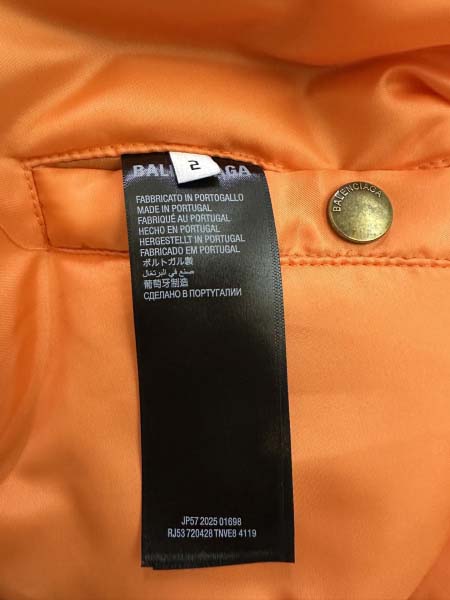 2
BALENCIAGA
FABBRICATO IN PORTOGALLO
MADE IN PORTUGAL
FABRIQUÉ AU PORTUGAL
HECHO EN PORTUGAL
HERGESTELLT IN PORTUGAL
FABRICADO EM PORTUGAL
ポルトガル製
صنع في البرتغال
葡萄牙制造
СДЕЛАНО В ПОРТУГАЛИИ
JP57 2025 01698
RJ53 720428 TNVE8 4119
BALENCIAGA